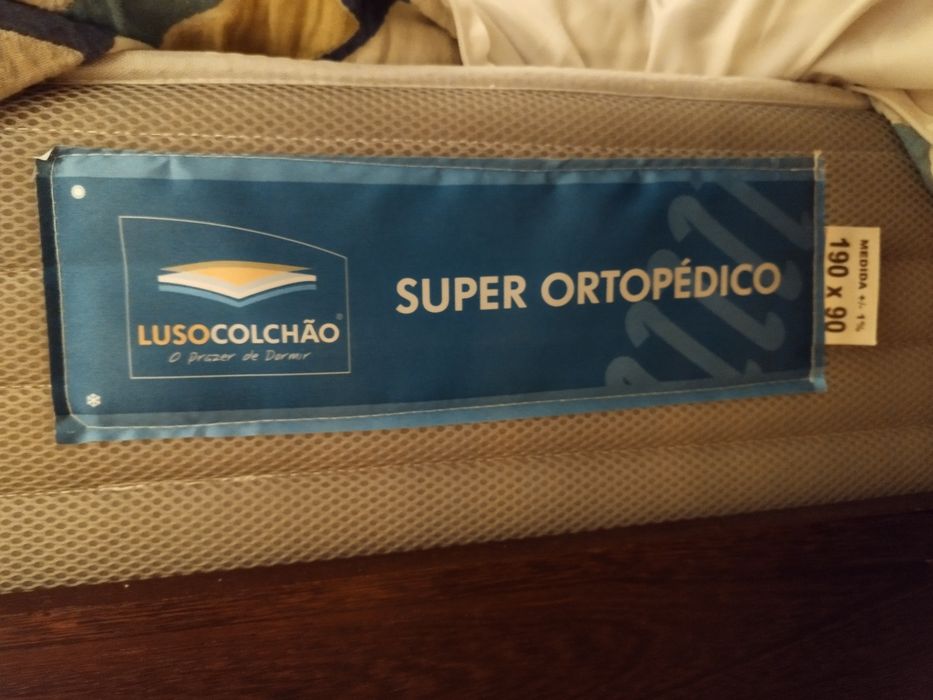 LUSOCOLCHÃO®
O Prazer de Dormir
SUPER ORTOPÉDICO
MEDIDA +/- 1%
190 x 90